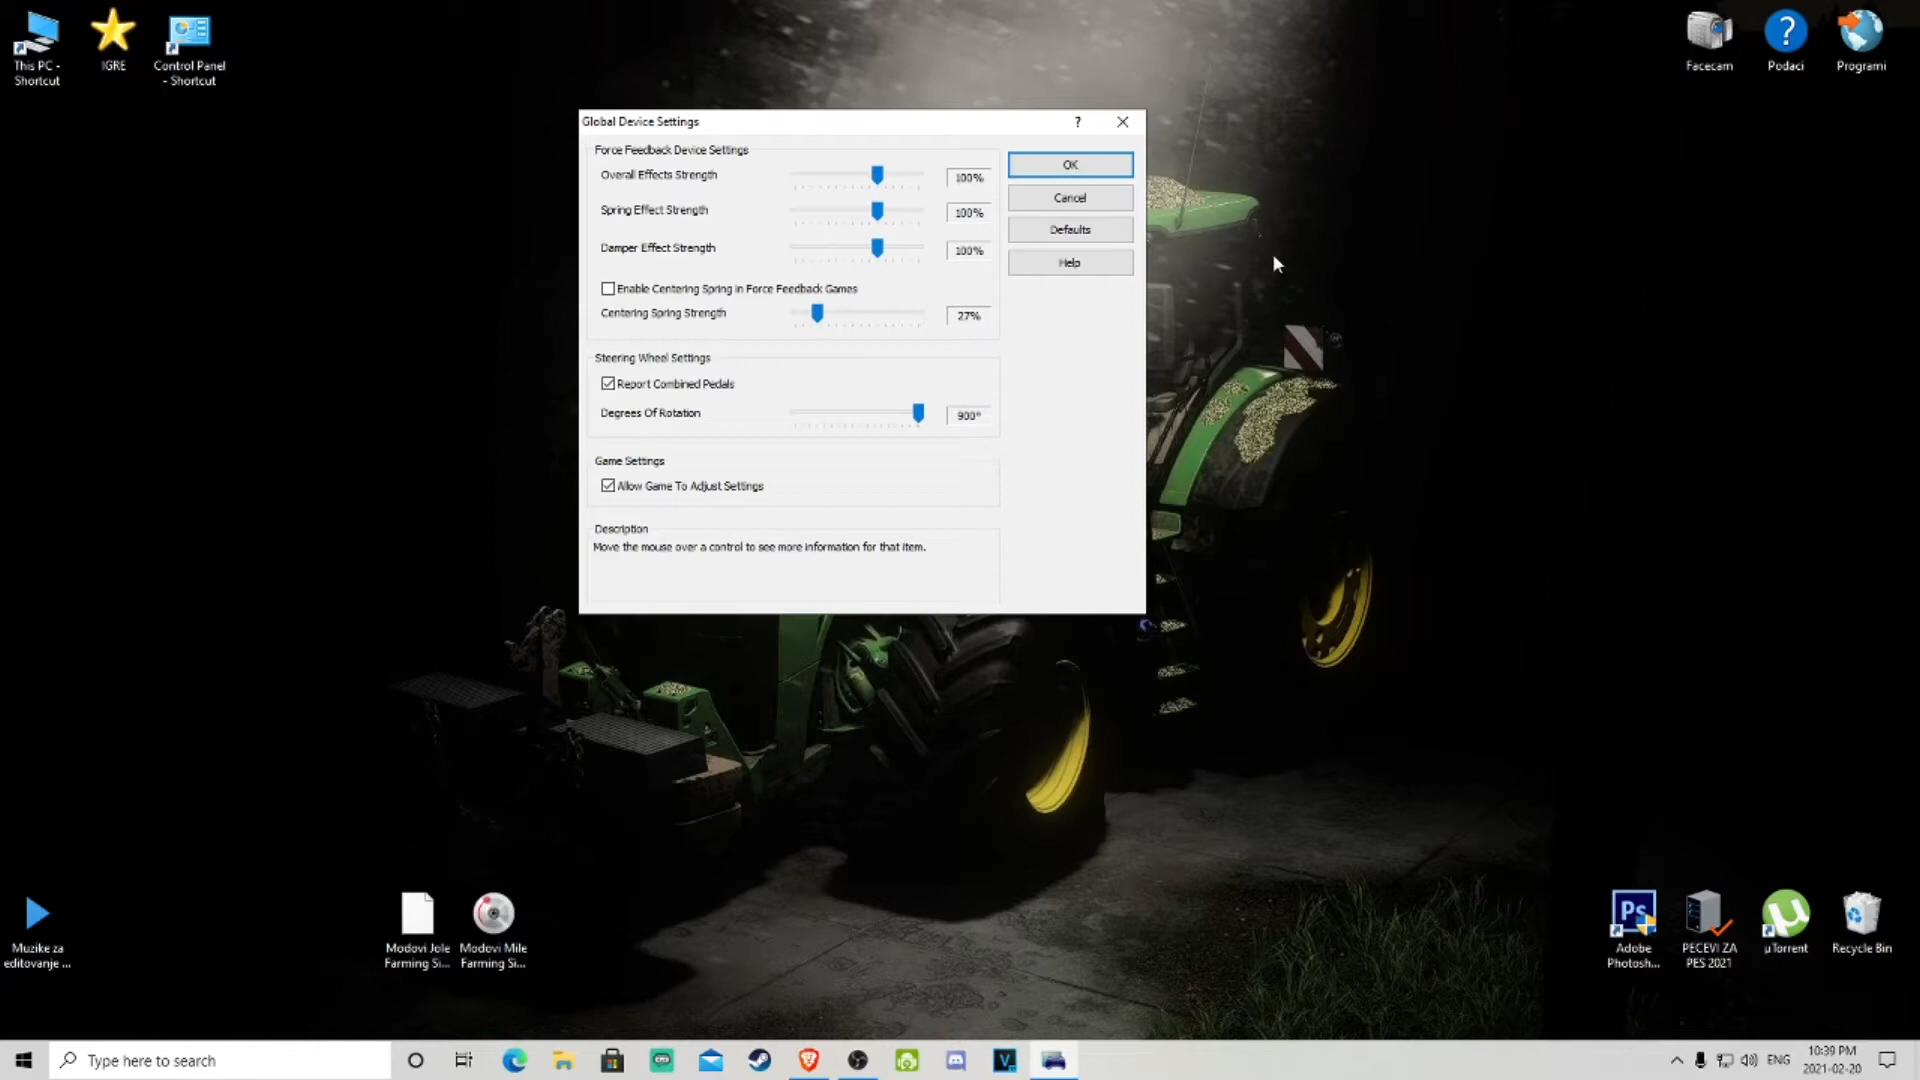 This PC -
Shortcut
IGRE
Control Panel
- Shortcut
Facecam
Podaci
Programi
Global Device Settings
?
Force Feedback Device Settings
Overall Effects Strength
100%
Spring Effect Strength
100%
Damper Effect Strength
100%
Enable Centering Spring in Force Feedback Games
Centering Spring Strength
27%
Steering Wheel Settings
Report Combined Pedals
Degrees Of Rotation
900°
Game Settings
Allow Game To Adjust Settings
Description
Move the mouse over a control to see more information for that item.
OK
Cancel
Defaults
Help
Muzike za
editovanje ...
Modovi Jole
Farming Si...
Modovi Mile
Farming Si...
Ps
Adobe
Photosh...
PECEVI ZA
PES 2021
µTorrent
Recycle Bin
Type here to search
ENG
10:39 PM
2021-02-20